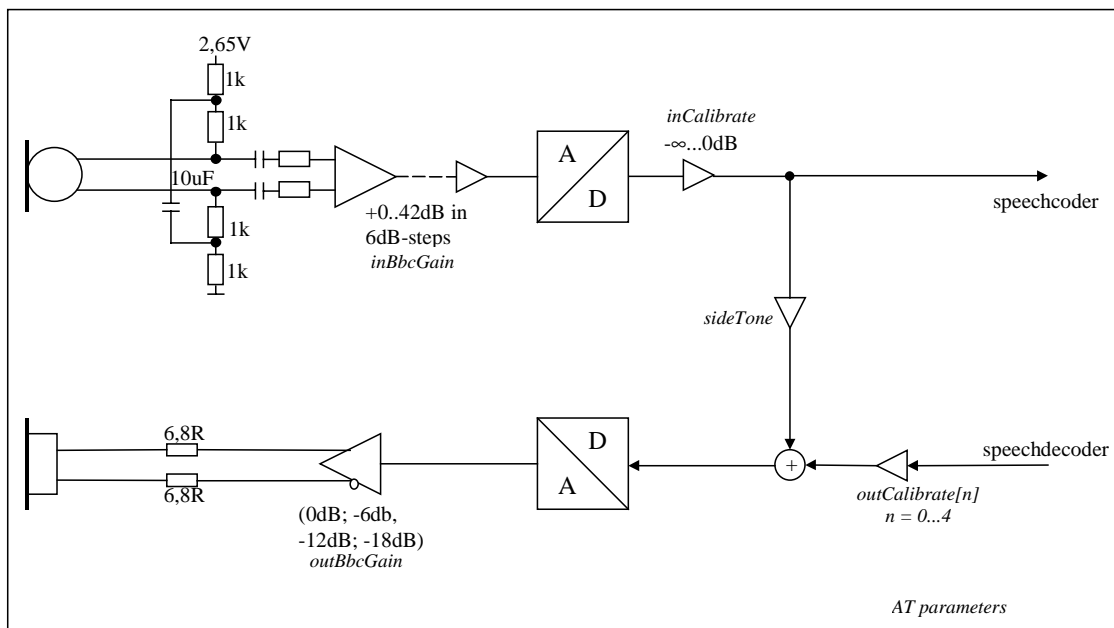 2,65V
1k
1k
10uF
1k
1k
+0..42dB in
6dB-steps
inBbcGain
A
D
inCalibrate
-∞...0dB
speechcoder
sideTone
6,8R
6,8R
(0dB; -6db,
-12dB; -18dB)
outBbcGain
D
A
+
speechdecoder
outCalibrate[n]
n = 0...4
AT parameters